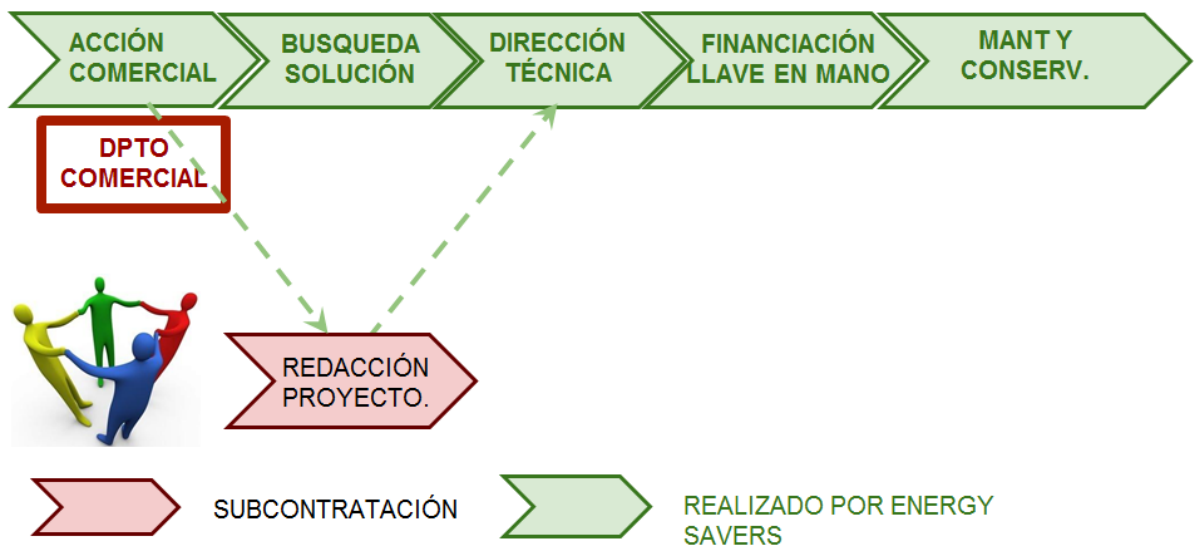 ACCIÓN
COMERCIAL
BUSQUEDA
SOLUCIÓN
DIRECCIÓN
TÉCNICA
FINANCIACIÓN
LLAVE EN MANO
MANT Y
CONSERV.
DPTO
COMERCIAL
REDACCIÓN
PROYECTO.
SUBCONTRATACIÓN
REALIZADO POR ENERGY
SAVERS